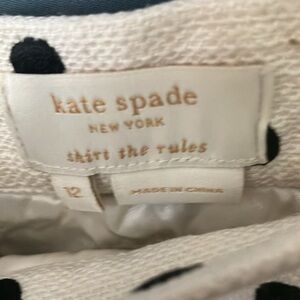 kate spade
NEW YORK
skirt the rules
12
MADE IN CHINA